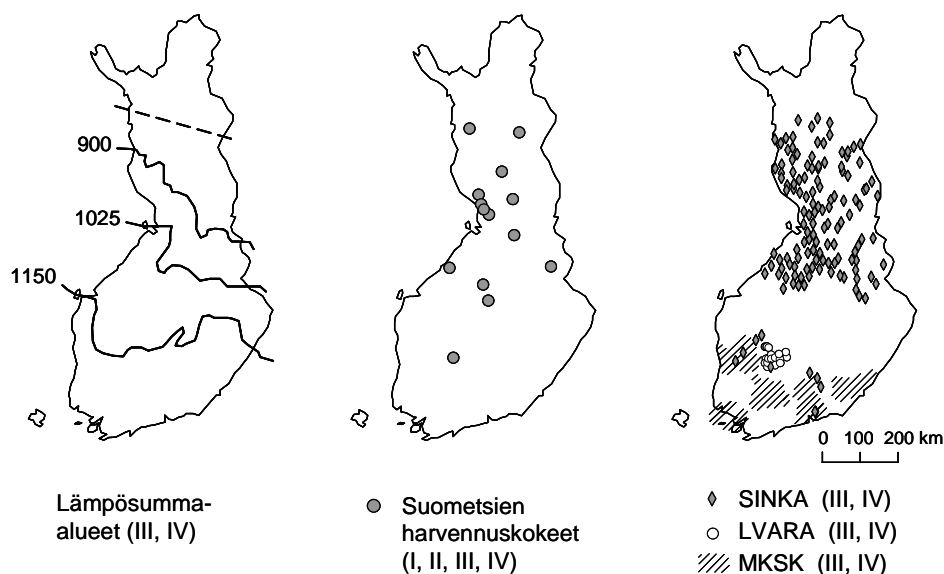 900
1025
1150
0 100 200 km
Lämpösumma-
alueet (III, IV)
Suometsien
harvennuskokeet
(I, II, III, IV)
SINKA (III, IV)
LVARA (III, IV)
MKSK (III, IV)